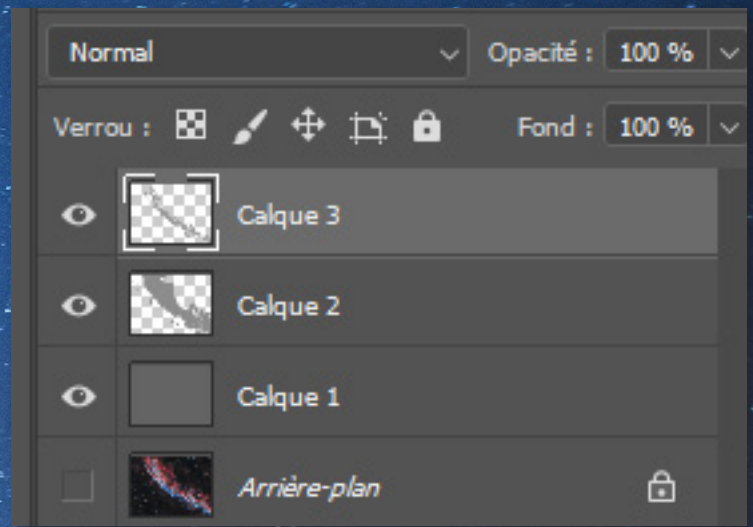 Normal Opacité : 100 %
Verrou : Fond : 100 %
Calque 3
Calque 2
Calque 1
Arrière-plan